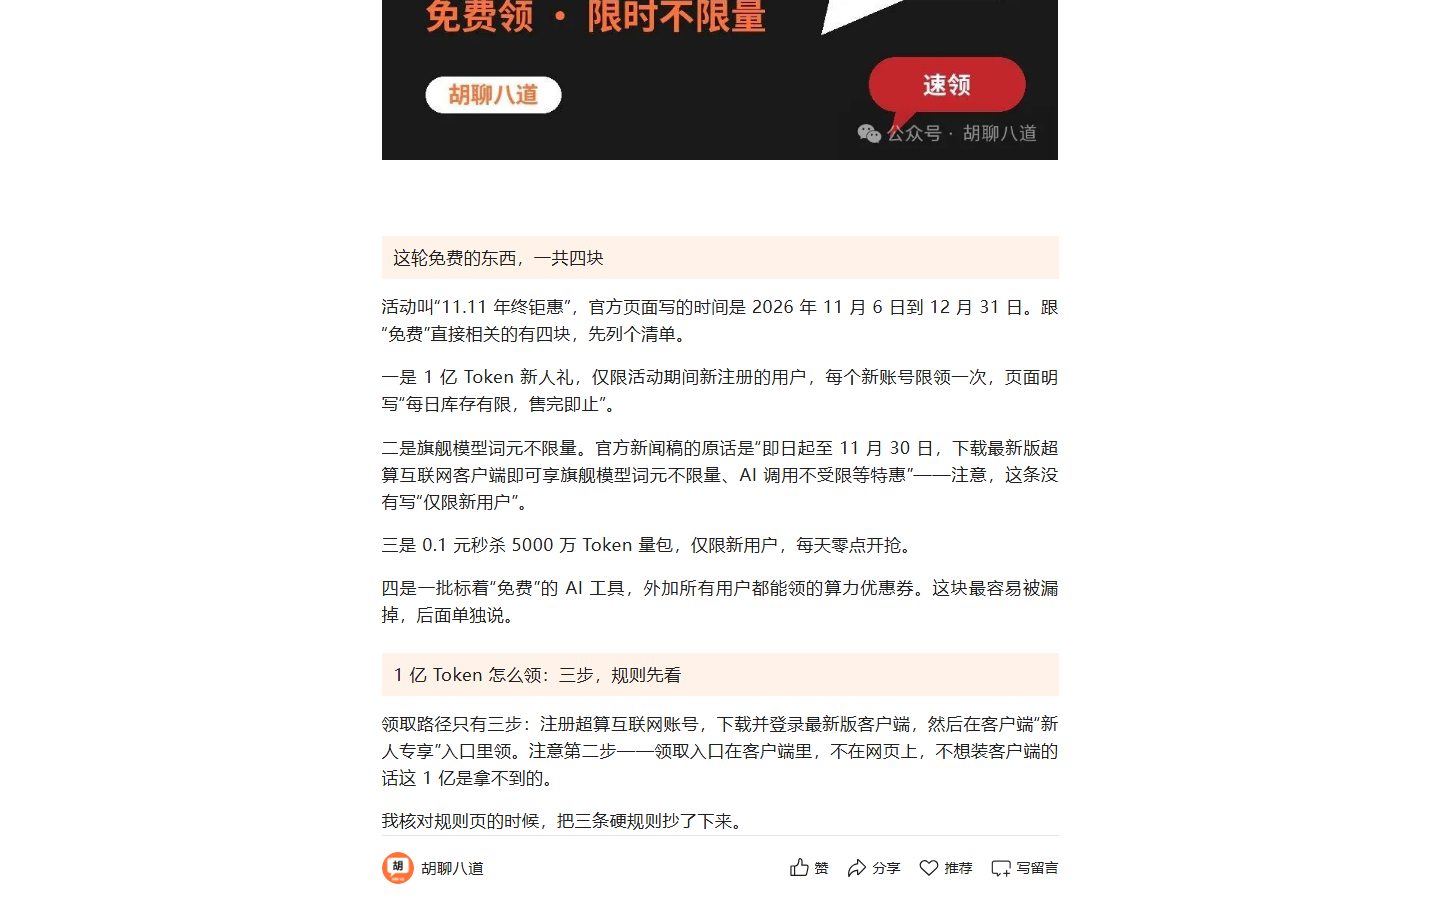 免费领 · 限时不限量
胡聊八道
速领
公众号 · 胡聊八道
这轮免费的东西，一共四块
活动叫“11.11 年终钜惠”，官方页面写的时间是 2026 年 11 月 6 日到 12 月 31 日。跟
“免费”直接相关的有四块，先列个清单。
一是 1 亿 Token 新人礼，仅限活动期间新注册的用户，每个新账号限领一次，页面明
写“每日库存有限，售完即止”。
二是旗舰模型词元不限量。官方新闻稿的原话是“即日起至 11 月 30 日，下载最新版超
算互联网客户端即可享旗舰模型词元不限量、AI 调用不受限等特惠”——注意，这条没
有写“仅限新用户”。
三是 0.1 元秒杀 5000 万 Token 量包，仅限新用户，每天零点开抢。
四是一批标着“免费”的 AI 工具，外加所有用户都能领的算力优惠券。这块最容易被漏
掉，后面单独说。
1 亿 Token 怎么领：三步，规则先看
领取路径只有三步：注册超算互联网账号，下载并登录最新版客户端，然后在客户端“新
人专享”入口里领。注意第二步——领取入口在客户端里，不在网页上，不想装客户端的
话这 1 亿是拿不到的。
我核对规则页的时候，把三条硬规则抄了下来。
胡
胡聊八道
赞
分享
推荐
写留言